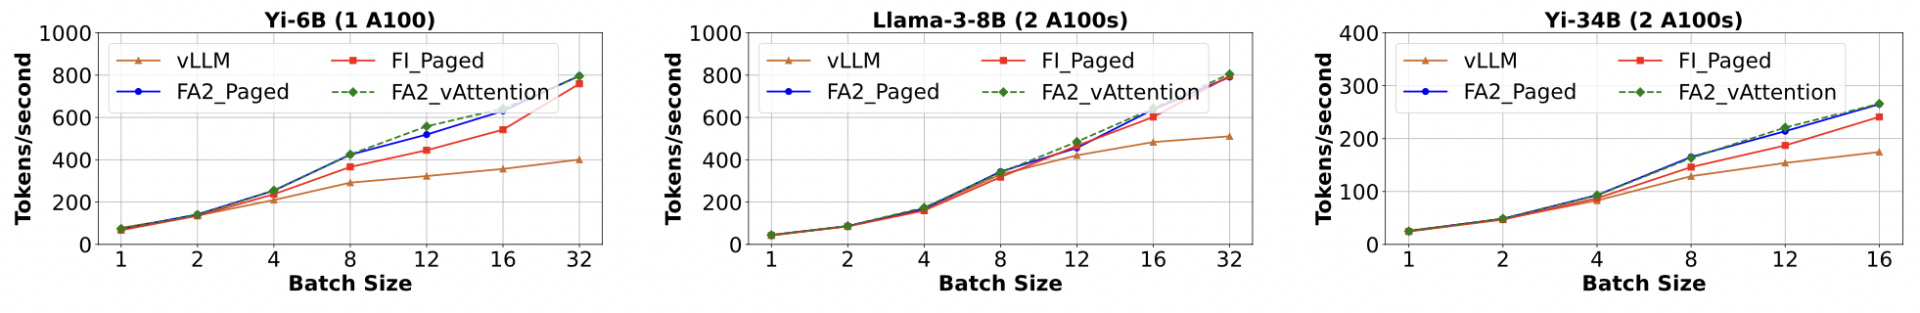 Yi-6B (1 A100)
Tokens/second
1000
800
600
400
200
0
vLLM
FA2_Paged
FI_Paged
FA2_vAttention
1 2 4 8 12 16 32
Batch Size
Llama-3-8B (2 A100s)
Tokens/second
1000
800
600
400
200
0
vLLM
FA2_Paged
FI_Paged
FA2_vAttention
1 2 4 8 12 16 32
Batch Size
Yi-34B (2 A100s)
Tokens/second
400
300
200
100
0
vLLM
FA2_Paged
FI_Paged
FA2_vAttention
1 2 4 8 12 16
Batch Size